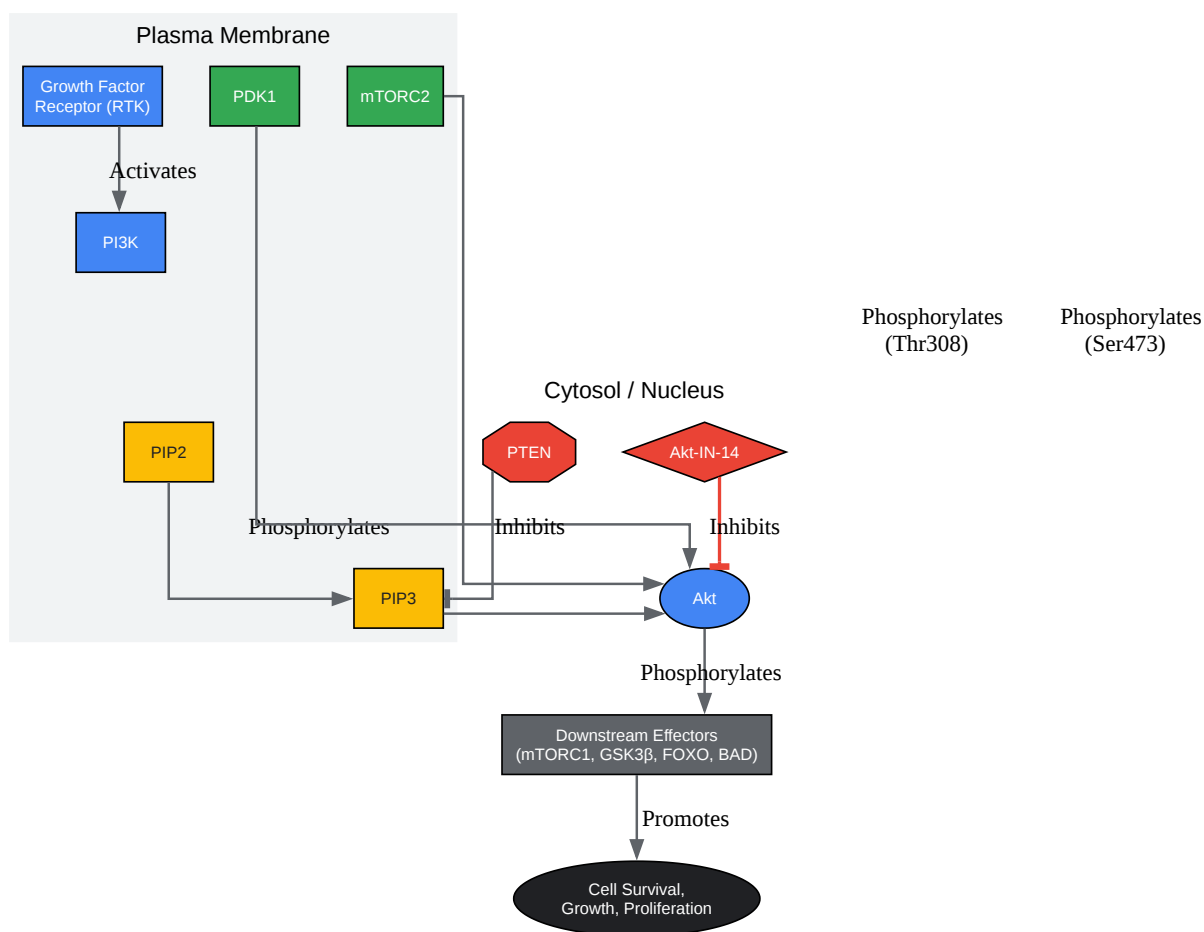 Plasma Membrane
Growth Factor
Receptor (RTK)
PDK1
mTORC2
Activates
PI3K
Phosphorylates
(Thr308)
Phosphorylates
(Ser473)
Cytosol / Nucleus
PIP2
PTEN
Akt-IN-14
Phosphorylates
Inhibits
Inhibits
PIP3
Akt
Phosphorylates
Downstream Effectors
(mTORC1, GSK3β, FOXO, BAD)
Promotes
Cell Survival,
Growth, Proliferation